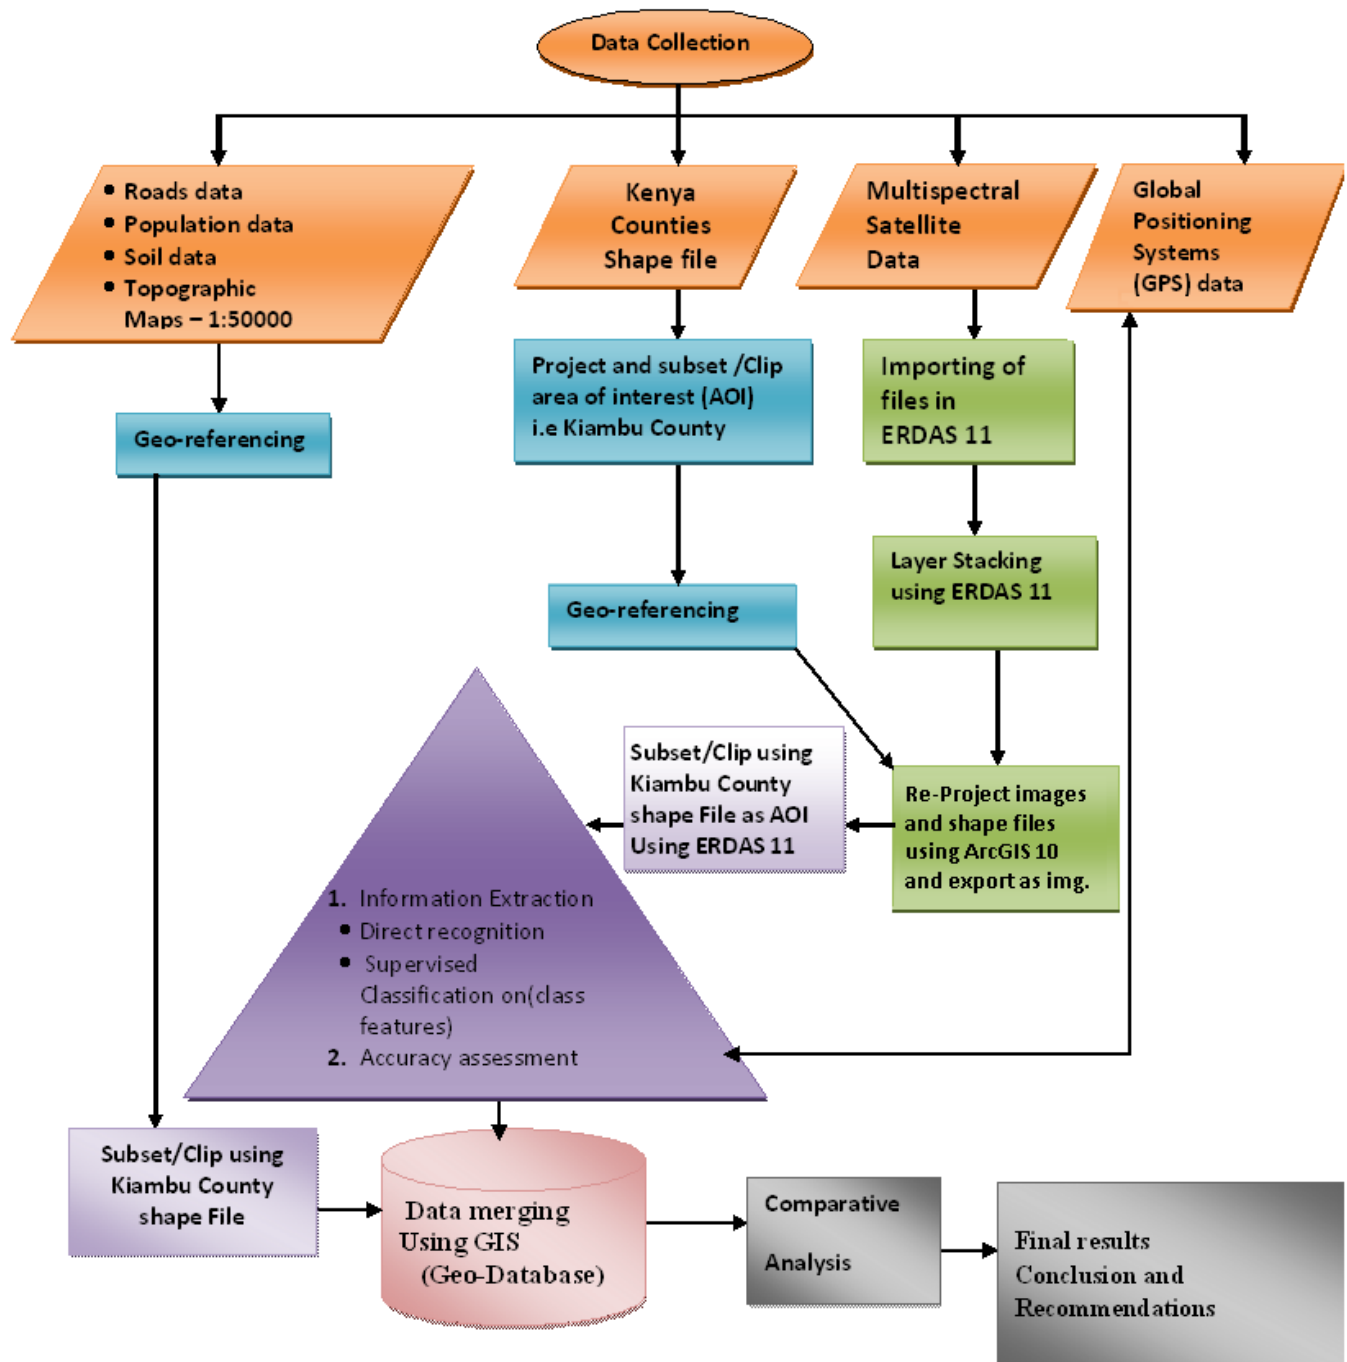 Data Collection
• Roads data
• Population data
• Soil data
• Topographic
Maps – 1:50000
Kenya
Counties
Shape file
Multispectral
Satellite
Data
Global
Positioning
Systems
(GPS) data
Project and subset /Clip
area of interest (AOI)
i.e Kiambu County
Importing of
files in
ERDAS 11
Geo-referencing
Layer Stacking
using ERDAS 11
Geo-referencing
Subset/Clip using
Kiambu County
shape File as AOI
Using ERDAS 11
Re-Project images
and shape files
using ArcGIS 10
and export as img.
1. Information Extraction
• Direct recognition
• Supervised
Classification on(class
features)
2. Accuracy assessment
Subset/Clip using
Kiambu County
shape File
Data merging
Using GIS
(Geo-Database)
Comparative
Analysis
Final results
Conclusion and
Recommendations